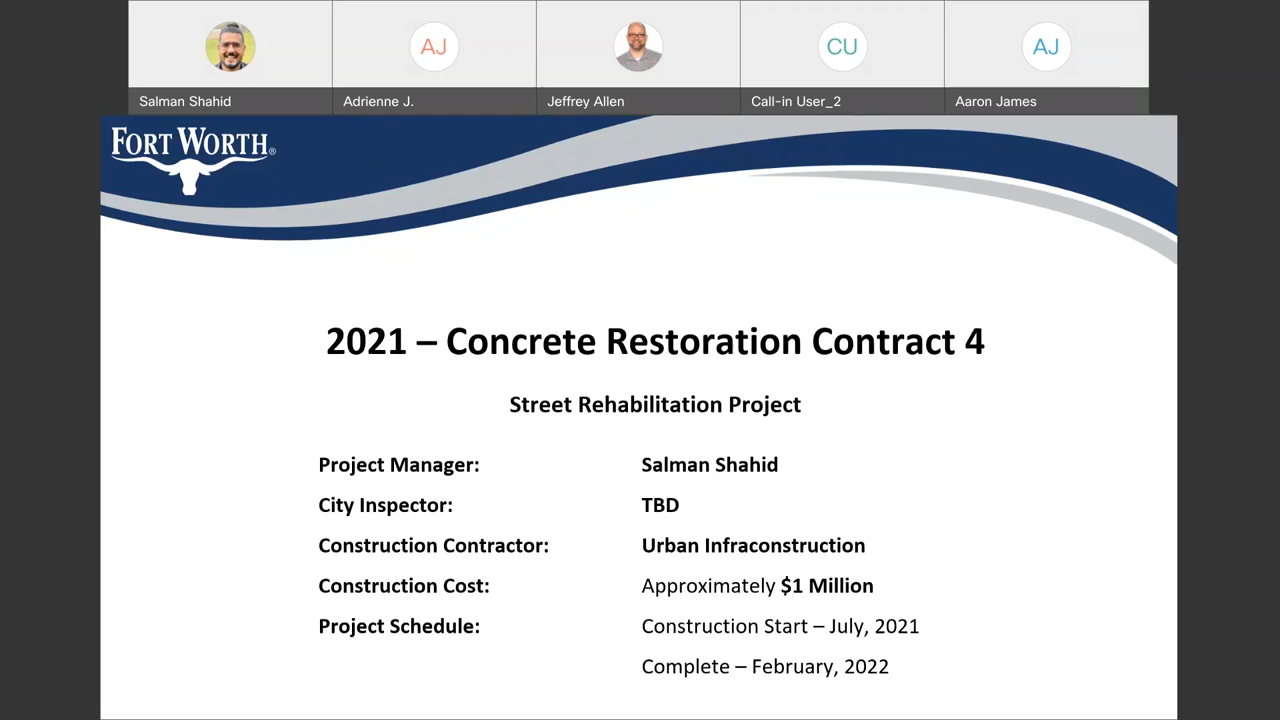 AJ
CU
AJ
Salman Shahid
Adrienne J.
Jeffrey Allen
Call-in User_2
Aaron James
FORT WORTH®
2021 – Concrete Restoration Contract 4
Street Rehabilitation Project
Project Manager: Salman Shahid
City Inspector: TBD
Construction Contractor: Urban Infraconstruction
Construction Cost: Approximately $1 Million
Project Schedule: Construction Start – July, 2021
Complete – February, 2022